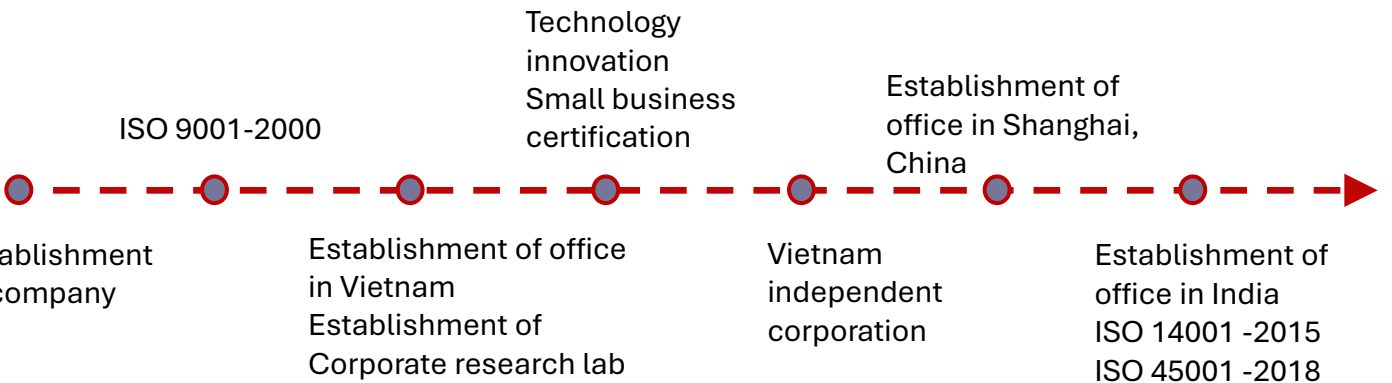 ablishment
company
ISO 9001-2000
Establishment of office
in Vietnam
Establishment of
Corporate research lab
Technology
innovation
Small business
certification
Vietnam
independent
corporation
Establishment of
office in Shanghai,
China
Establishment of
office in India
ISO 14001 -2015
ISO 45001 -2018